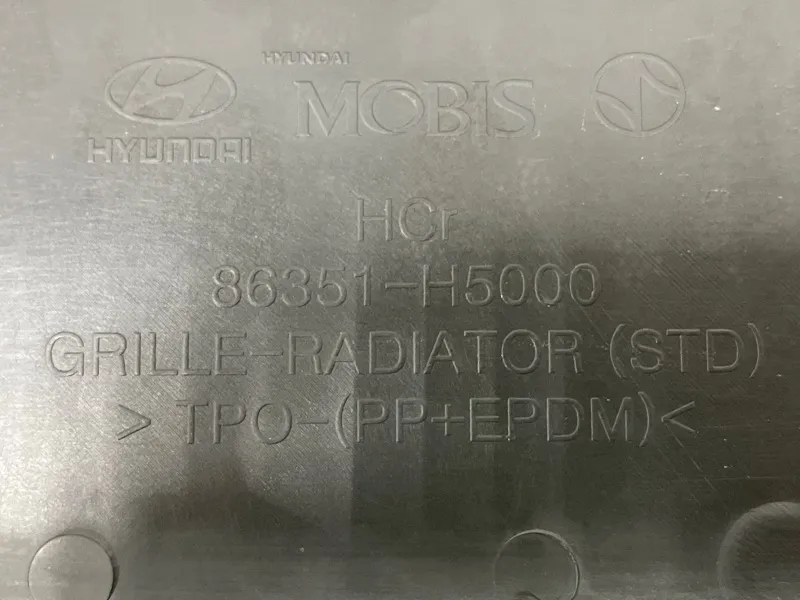 HYUNDAI
HYUNDAI
MOBIS
HCr
86351-H5000
GRILLE-RADIATOR (STD)
> TPO-(PP+EPDM)<